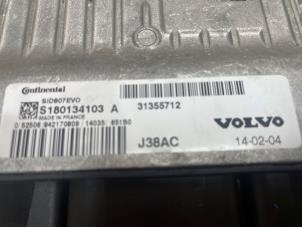 Continental
SID807EVO
S180134103 A 31355712
MADE IN FRANCE
VOLVO
J38AC 14-02-04